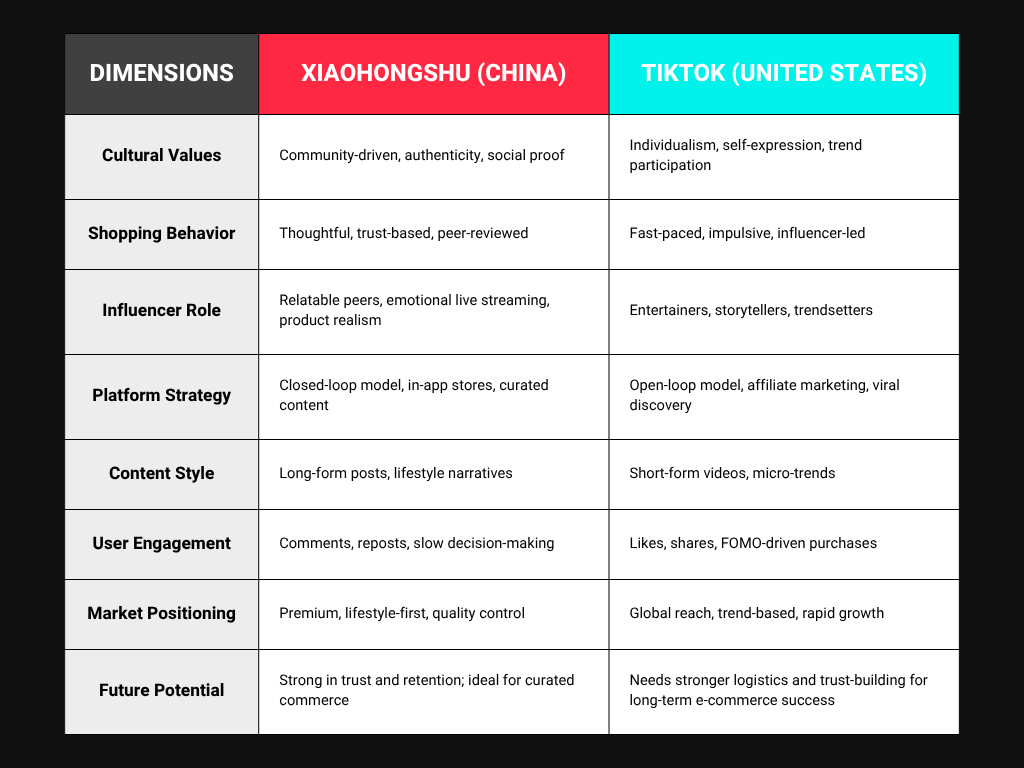 DIMENSIONS
XIAOHONGSHU (CHINA)
TIKTOK (UNITED STATES)
Cultural Values
Community-driven, authenticity, social proof
Individualism, self-expression, trend
participation
Shopping Behavior
Thoughtful, trust-based, peer-reviewed
Fast-paced, impulsive, influencer-led
Influencer Role
Relatable peers, emotional live streaming,
product realism
Entertainers, storytellers, trendsetters
Platform Strategy
Closed-loop model, in-app stores, curated
content
Open-loop model, affiliate marketing, viral
discovery
Content Style
Long-form posts, lifestyle narratives
Short-form videos, micro-trends
User Engagement
Comments, reposts, slow decision-making
Likes, shares, FOMO-driven purchases
Market Positioning
Premium, lifestyle-first, quality control
Global reach, trend-based, rapid growth
Future Potential
Strong in trust and retention; ideal for curated
commerce
Needs stronger logistics and trust-building for
long-term e-commerce success